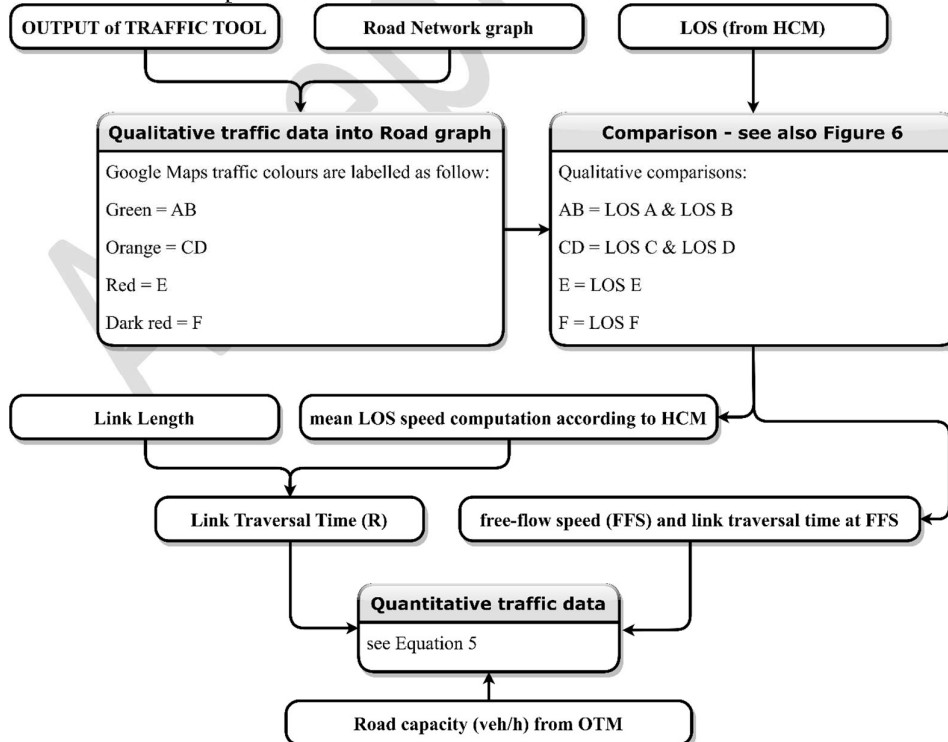 OUTPUT of TRAFFIC TOOL
Road Network graph
LOS (from HCM)
Qualitative traffic data into Road graph
Google Maps traffic colours are labelled as follow:
Green = AB
Orange = CD
Red = E
Dark red = F
Comparison - see also Figure 6
Qualitative comparisons:
AB = LOS A & LOS B
CD = LOS C & LOS D
E = LOS E
F = LOS F
Link Length
mean LOS speed computation according to HCM
Link Traversal Time (R)
free-flow speed (FFS) and link traversal time at FFS
Quantitative traffic data
see Equation 5
Road capacity (veh/h) from OTM